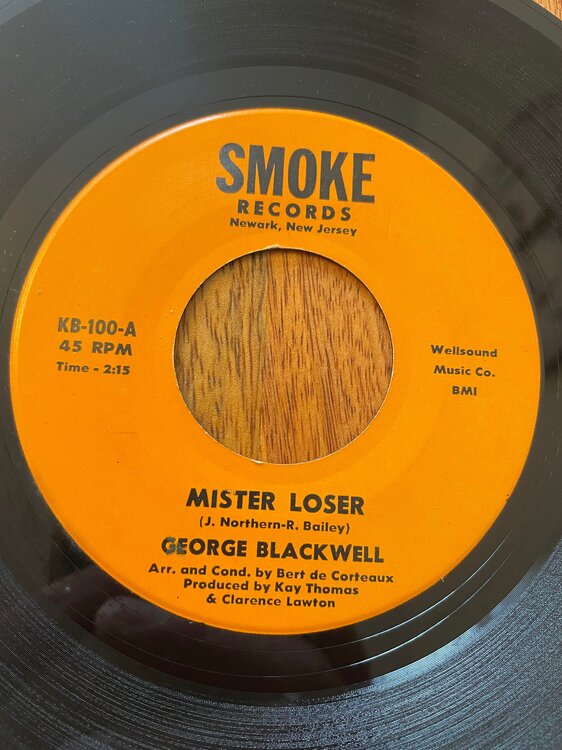 SMOKE
RECORDS
Newark, New Jersey
KB-100-A
45 RPM
Time - 2:15
Wellsound
Music Co.
BMI
MISTER LOSER
(J. Northern-R. Bailey)
GEORGE BLACKWELL
Arr. and Cond. by Bert de Corteaux
Produced by Kay Thomas
& Clarence Lawton